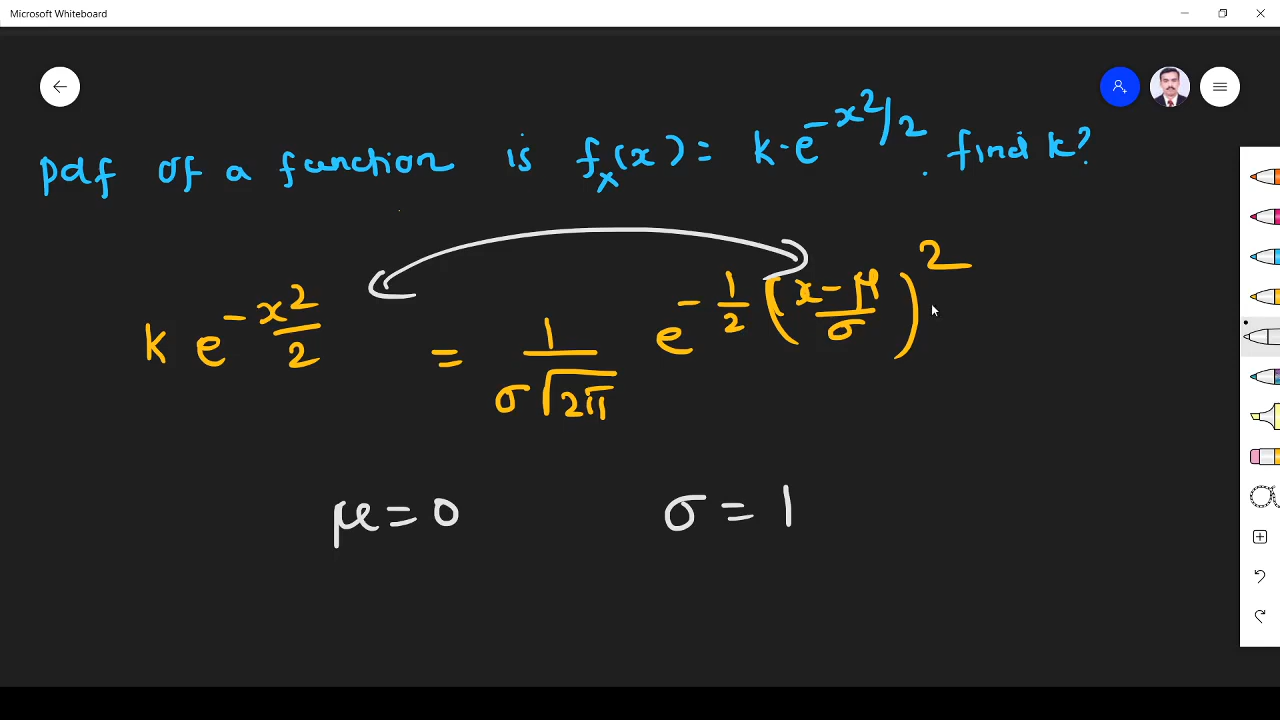 Microsoft Whiteboard
pdf of a function is fₓ(x) = k·e^(-x²/2). find k?
k e^(-x²/2) = 1/(σ√(2π)) e^(-1/2((x-μ)/σ)²)
μ = 0 σ = 1